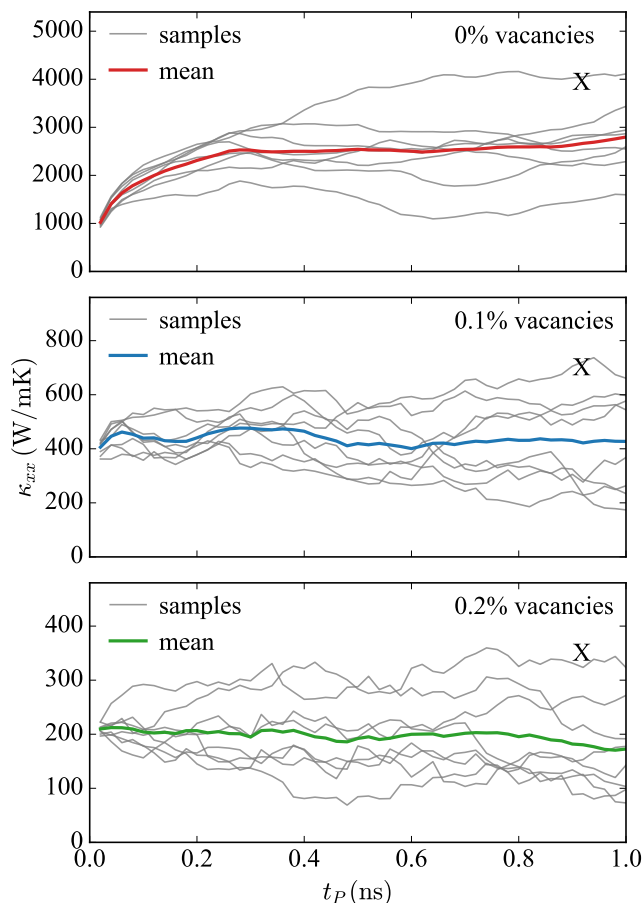 5000
4000
3000
2000
1000
0
samples
mean
0% vacancies
X
800
600
400
200
0
samples
mean
0.1% vacancies
X
κxx (W/mK)
400
300
200
100
0
samples
mean
0.2% vacancies
X
0.0 0.2 0.4 0.6 0.8 1.0
tP (ns)